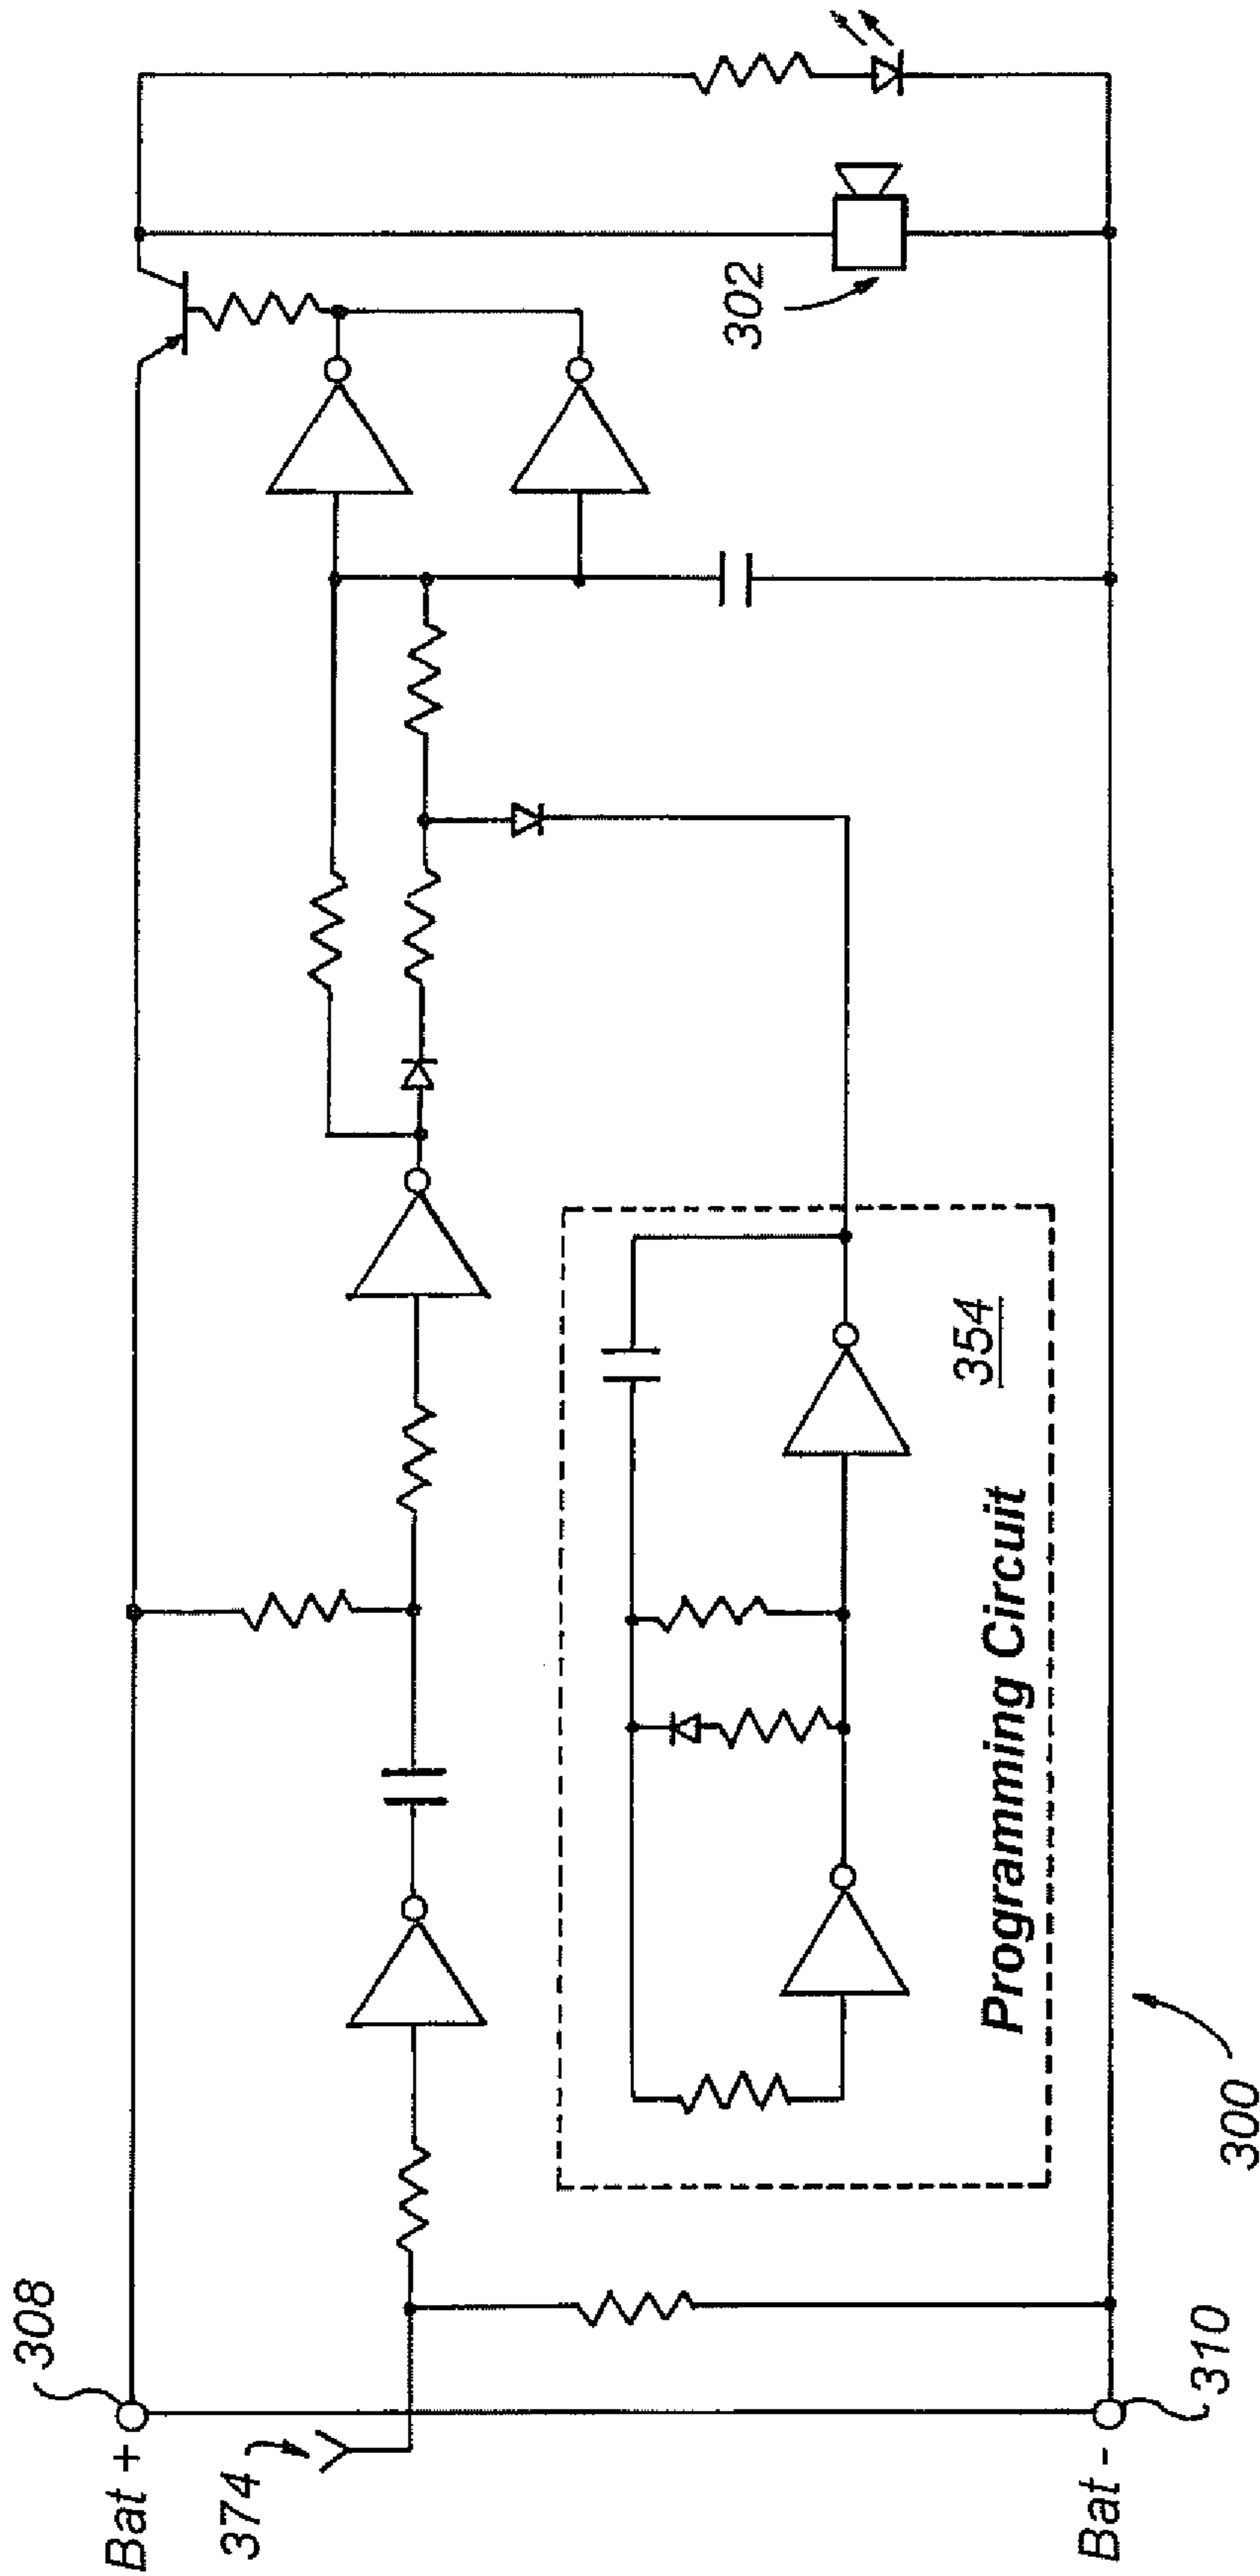 Bat +
308
374
302
Programming Circuit
354
Bat -
310
300